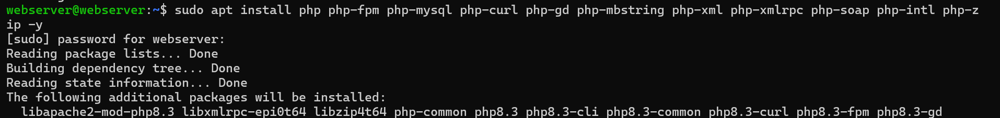 webserver@webserver:~$ sudo apt install php php-fpm php-mysql php-curl php-gd php-mbstring php-xml php-xmlrpc php-soap php-intl php-z
ip -y
[sudo] password for webserver:
Reading package lists... Done
Building dependency tree... Done
Reading state information... Done
The following additional packages will be installed:
  libapache2-mod-php8.3 libxmlrpc-epi0t64 libzip4t64 php-common php8.3 php8.3-cli php8.3-common php8.3-curl php8.3-fpm php8.3-gd